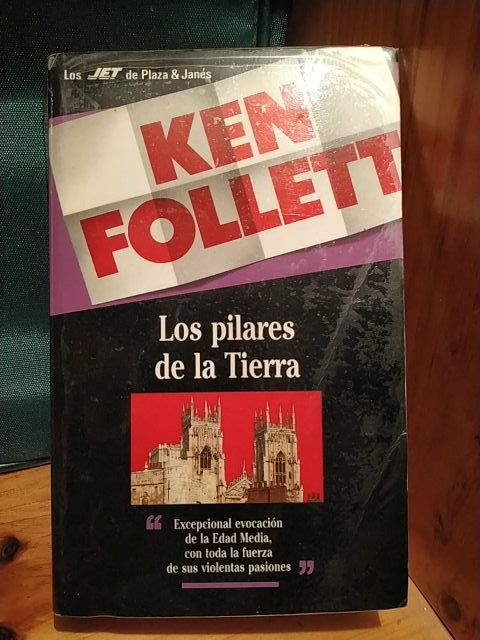 Los JET de Plaza & Janés
KEN
FOLLETT
Los pilares
de la Tierra
“ Excepcional evocación
de la Edad Media,
con toda la fuerza
de sus violentas pasiones ”